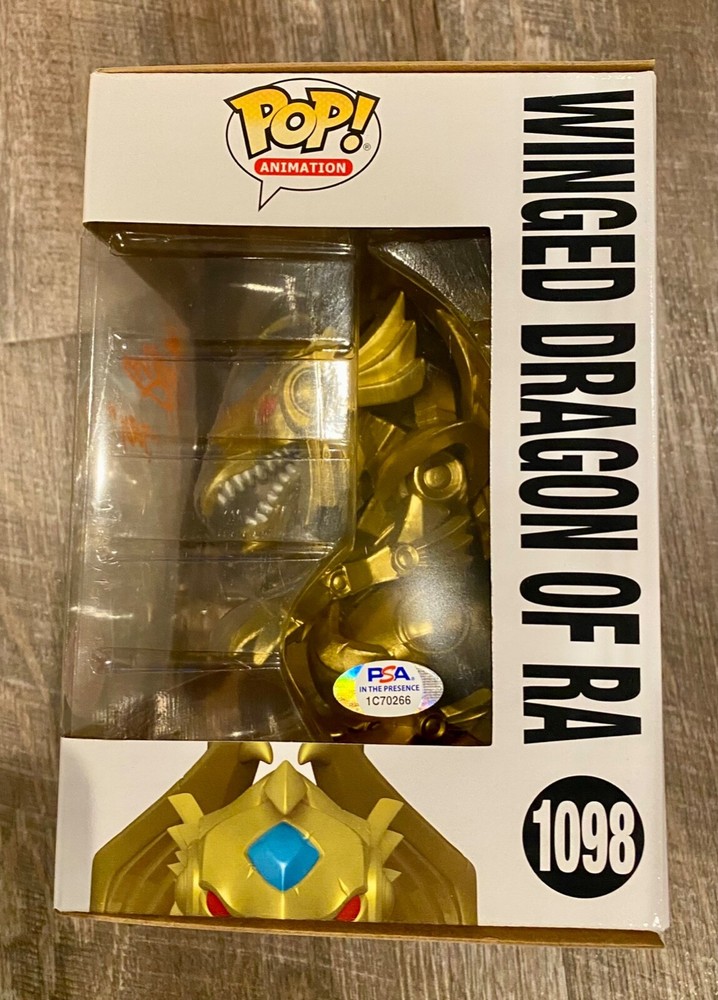 POP!
ANIMATION
WINGED DRAGON OF RA
1098
PSA
IN THE PRESENCE
1C70266